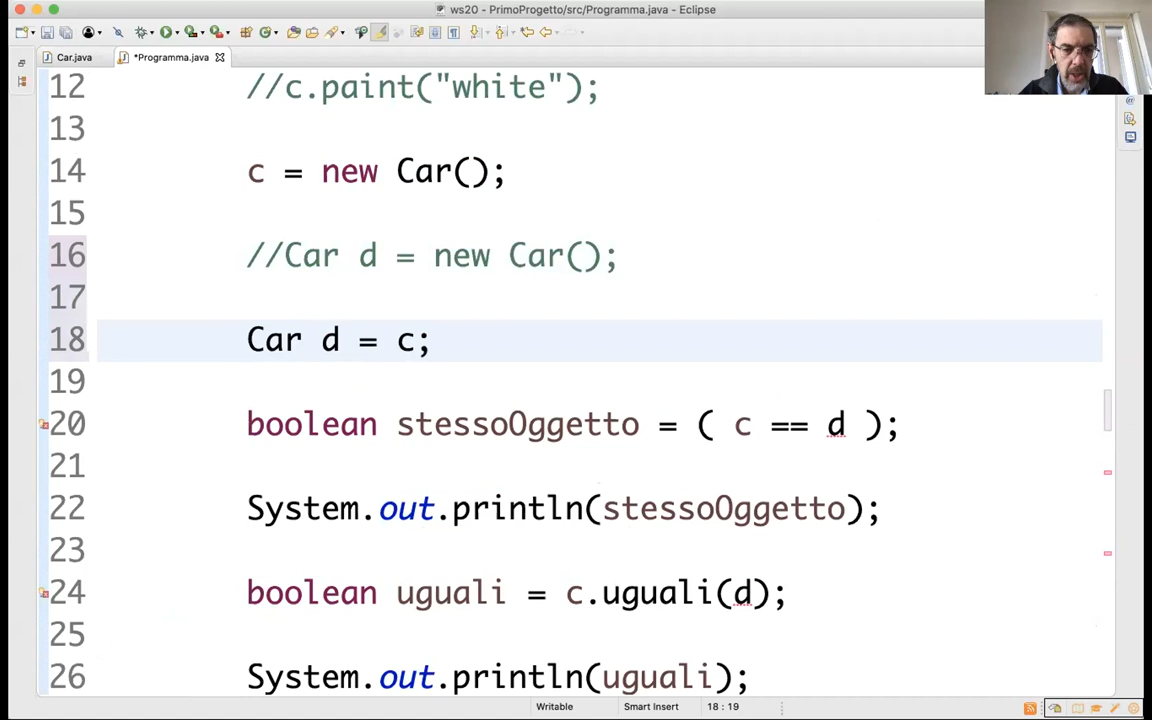 ws20 - PrimoProgetto/src/Programma.java - Eclipse
Car.java
*Programma.java
12 //c.paint("white");
13
14 c = new Car();
15
16 //Car d = new Car();
17
18 Car d = c;
19
20 boolean stessoOggetto = ( c == d );
21
22 System.out.println(stessoOggetto);
23
24 boolean uguali = c.uguali(d);
25
26 System.out.println(uguali);
Writable Smart Insert 18 : 19